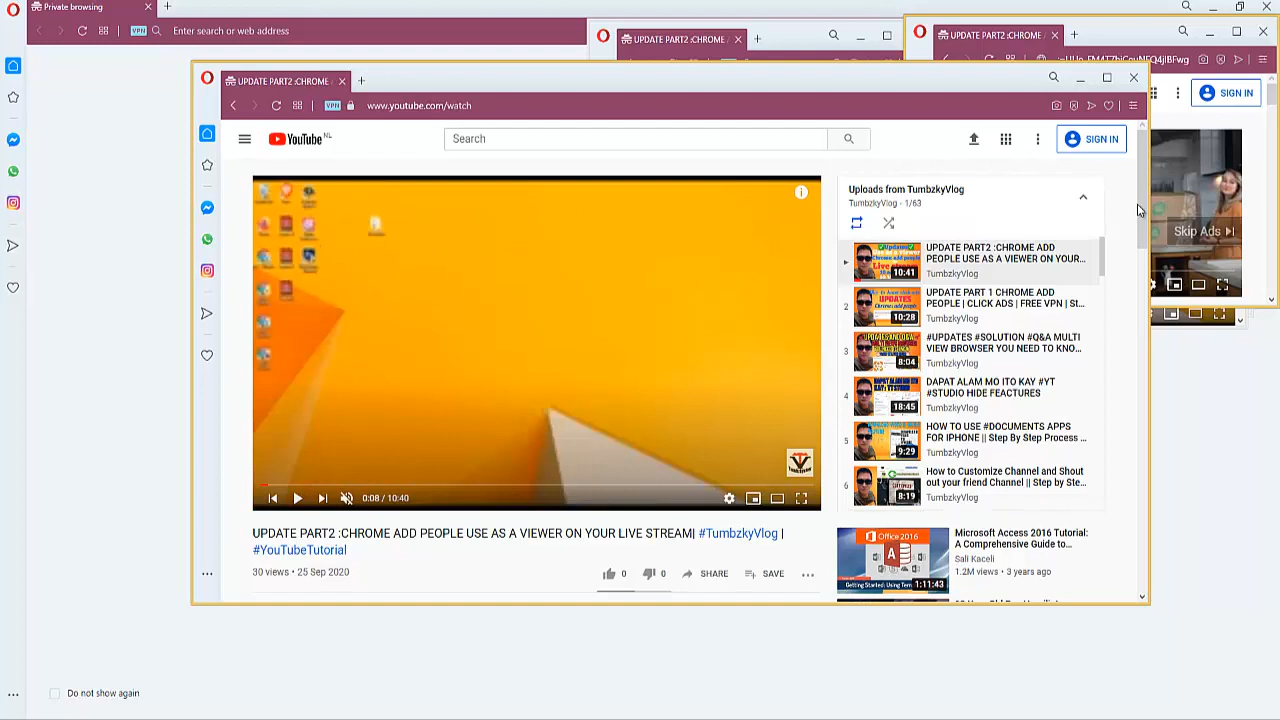 Private browsing
VPN Enter search or web address
UPDATE PART2 :CHROME
UPDATE PART2 :CHROME
UPDATE PART2 :CHROME
VPN www.youtube.com/watch
YouTube NL
Search
SIGN IN
SIGN IN
Skip Ads
Uploads from TumbzkyVlog
TumbzkyVlog - 1/63
10:41
UPDATE PART2 :CHROME ADD
PEOPLE USE AS A VIEWER ON YOUR...
TumbzkyVlog
2
10:28
UPDATE PART 1 CHROME ADD
PEOPLE | CLICK ADS | FREE VPN | St...
TumbzkyVlog
3
8:04
#UPDATES #SOLUTION #Q&A MULTI
VIEW BROWSER YOU NEED TO KNO...
TumbzkyVlog
4
18:45
DAPAT ALAM MO ITO KAY #YT
#STUDIO HIDE FEACTURES
TumbzkyVlog
5
9:29
HOW TO USE #DOCUMENTS APPS
FOR IPHONE || Step By Step Process ...
TumbzkyVlog
6
8:19
How to Customize Channel and Shout
out your friend Channel || Step by Ste...
TumbzkyVlog
0:08 / 10:40
UPDATE PART2 :CHROME ADD PEOPLE USE AS A VIEWER ON YOUR LIVE STREAM| #TumbzkyVlog |
#YouTubeTutorial
30 views • 25 Sep 2020
0 0 SHARE SAVE
Office 2016
1:11:43
Microsoft Access 2016 Tutorial:
A Comprehensive Guide to...
Sali Kaceli
1.2M views • 3 years ago
Do not show again